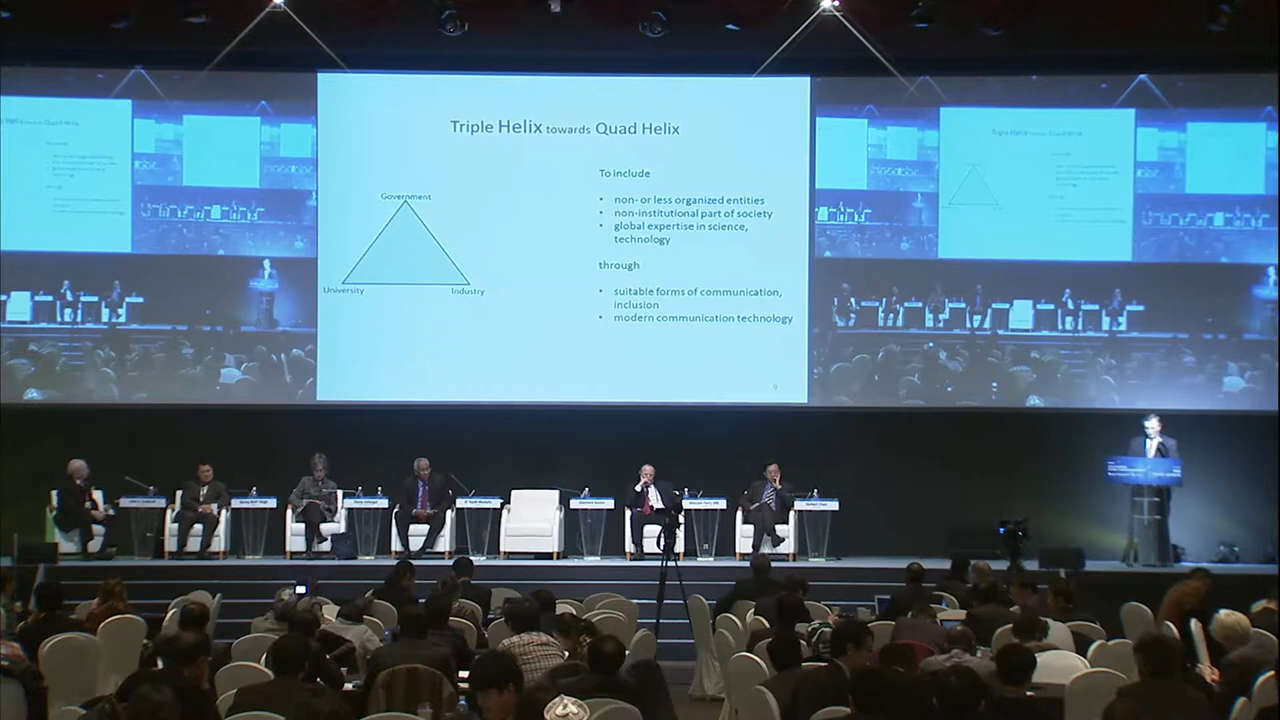 Triple Helix towards Quad Helix
To include
Government
• non- or less organized entities
• non-institutional part of society
• global expertise in science,
technology
through
University
Industry
• suitable forms of communication,
inclusion
• modern communication technology
9